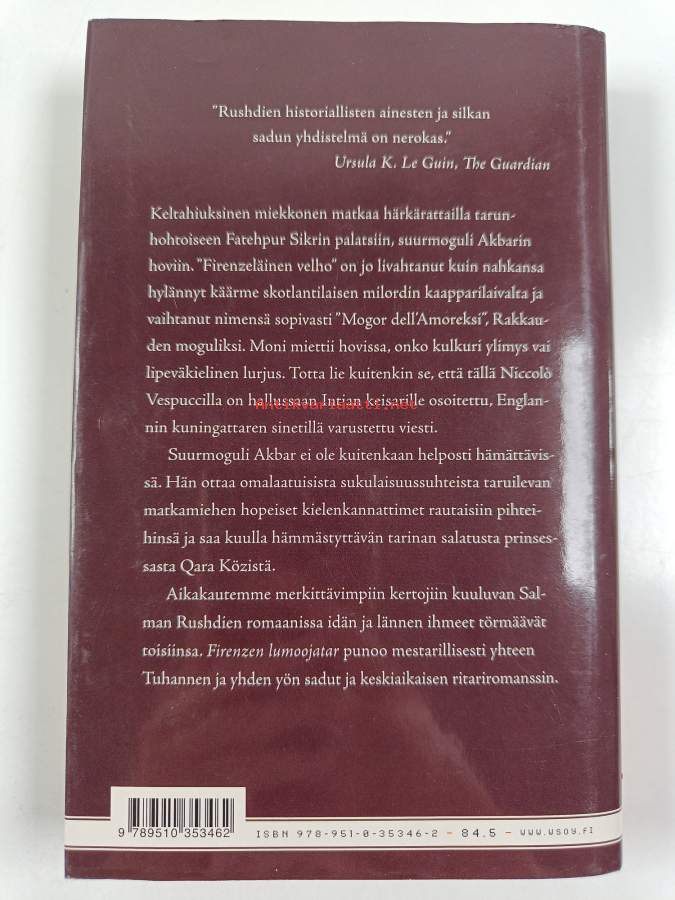 "Rushdien historiallisten ainesten ja silkan
sadun yhdistelmä on nerokas."
Ursula K. Le Guin, The Guardian
Keltahiuksinen miekkonen matkaa härkärattailla tarun-
hohtoiseen Fatehpur Sikrin palatsiin, suurmoguli Akbarin
hoviin. "Firenzeläinen velho" on jo livahtanut kuin nahkansa
hylännyt käärme skotlantilaisen milordin kaapparilaivalta ja
vaihtanut nimensä sopivasti "Mogor dell'Amoreksi", Rakkau-
den moguliksi. Moni miettii hovissa, onko kulkuri ylimys vai
lipeväkielinen lurjus. Totta lie kuitenkin se, että tällä Niccolò
Vespuccilla on hallussaan Intian keisarille osoitettu, Englan-
Antikvariaatti.net
nin kuningattaren sinetillä varustettu viesti.
Suurmoguli Akbar ei ole kuitenkaan helposti hämättävis-
sä. Hän ottaa omalaatuisista sukulaisuussuhteista taruilevan
matkamiehen hopeiset kielenkannattimet rautaisiin pihtei-
hinsä ja saa kuulla hämmästyttävän tarinan salatusta prinses-
sasta Qara Közistä.
Aikakautemme merkittävimpiin kertojiin kuuluvan Sal-
man Rushdien romaanissa idän ja lännen ihmeet törmäävät
toisiinsa. Firenzen lumoojatar punoo mestarillisesti yhteen
Tuhannen ja yhden yön sadut ja keskiaikaisen ritariromanssin.
9 789510 353462
ISBN 978-951-0-35346-2 – 84.5 – WWW.WSOY.FI